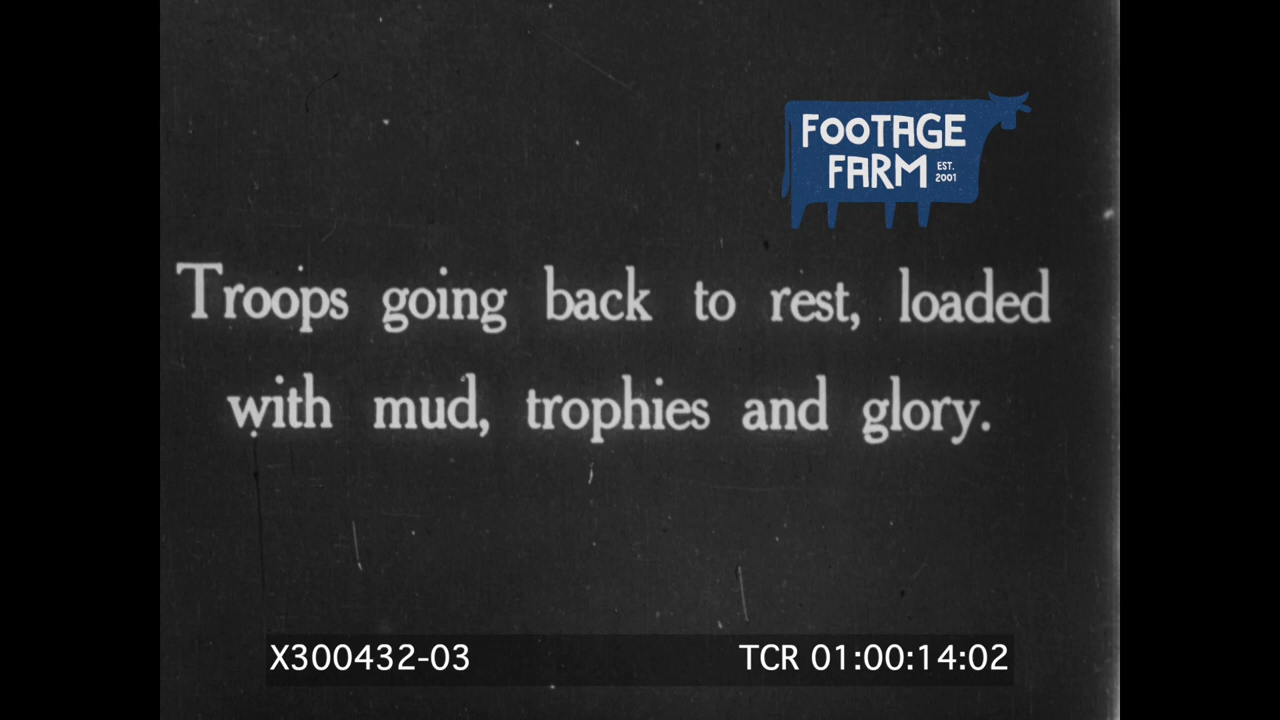 FOOTAGE
FARM
EST.
2001
Troops going back to rest, loaded
with mud, trophies and glory.
X300432-03
TCR 01:00:14:02